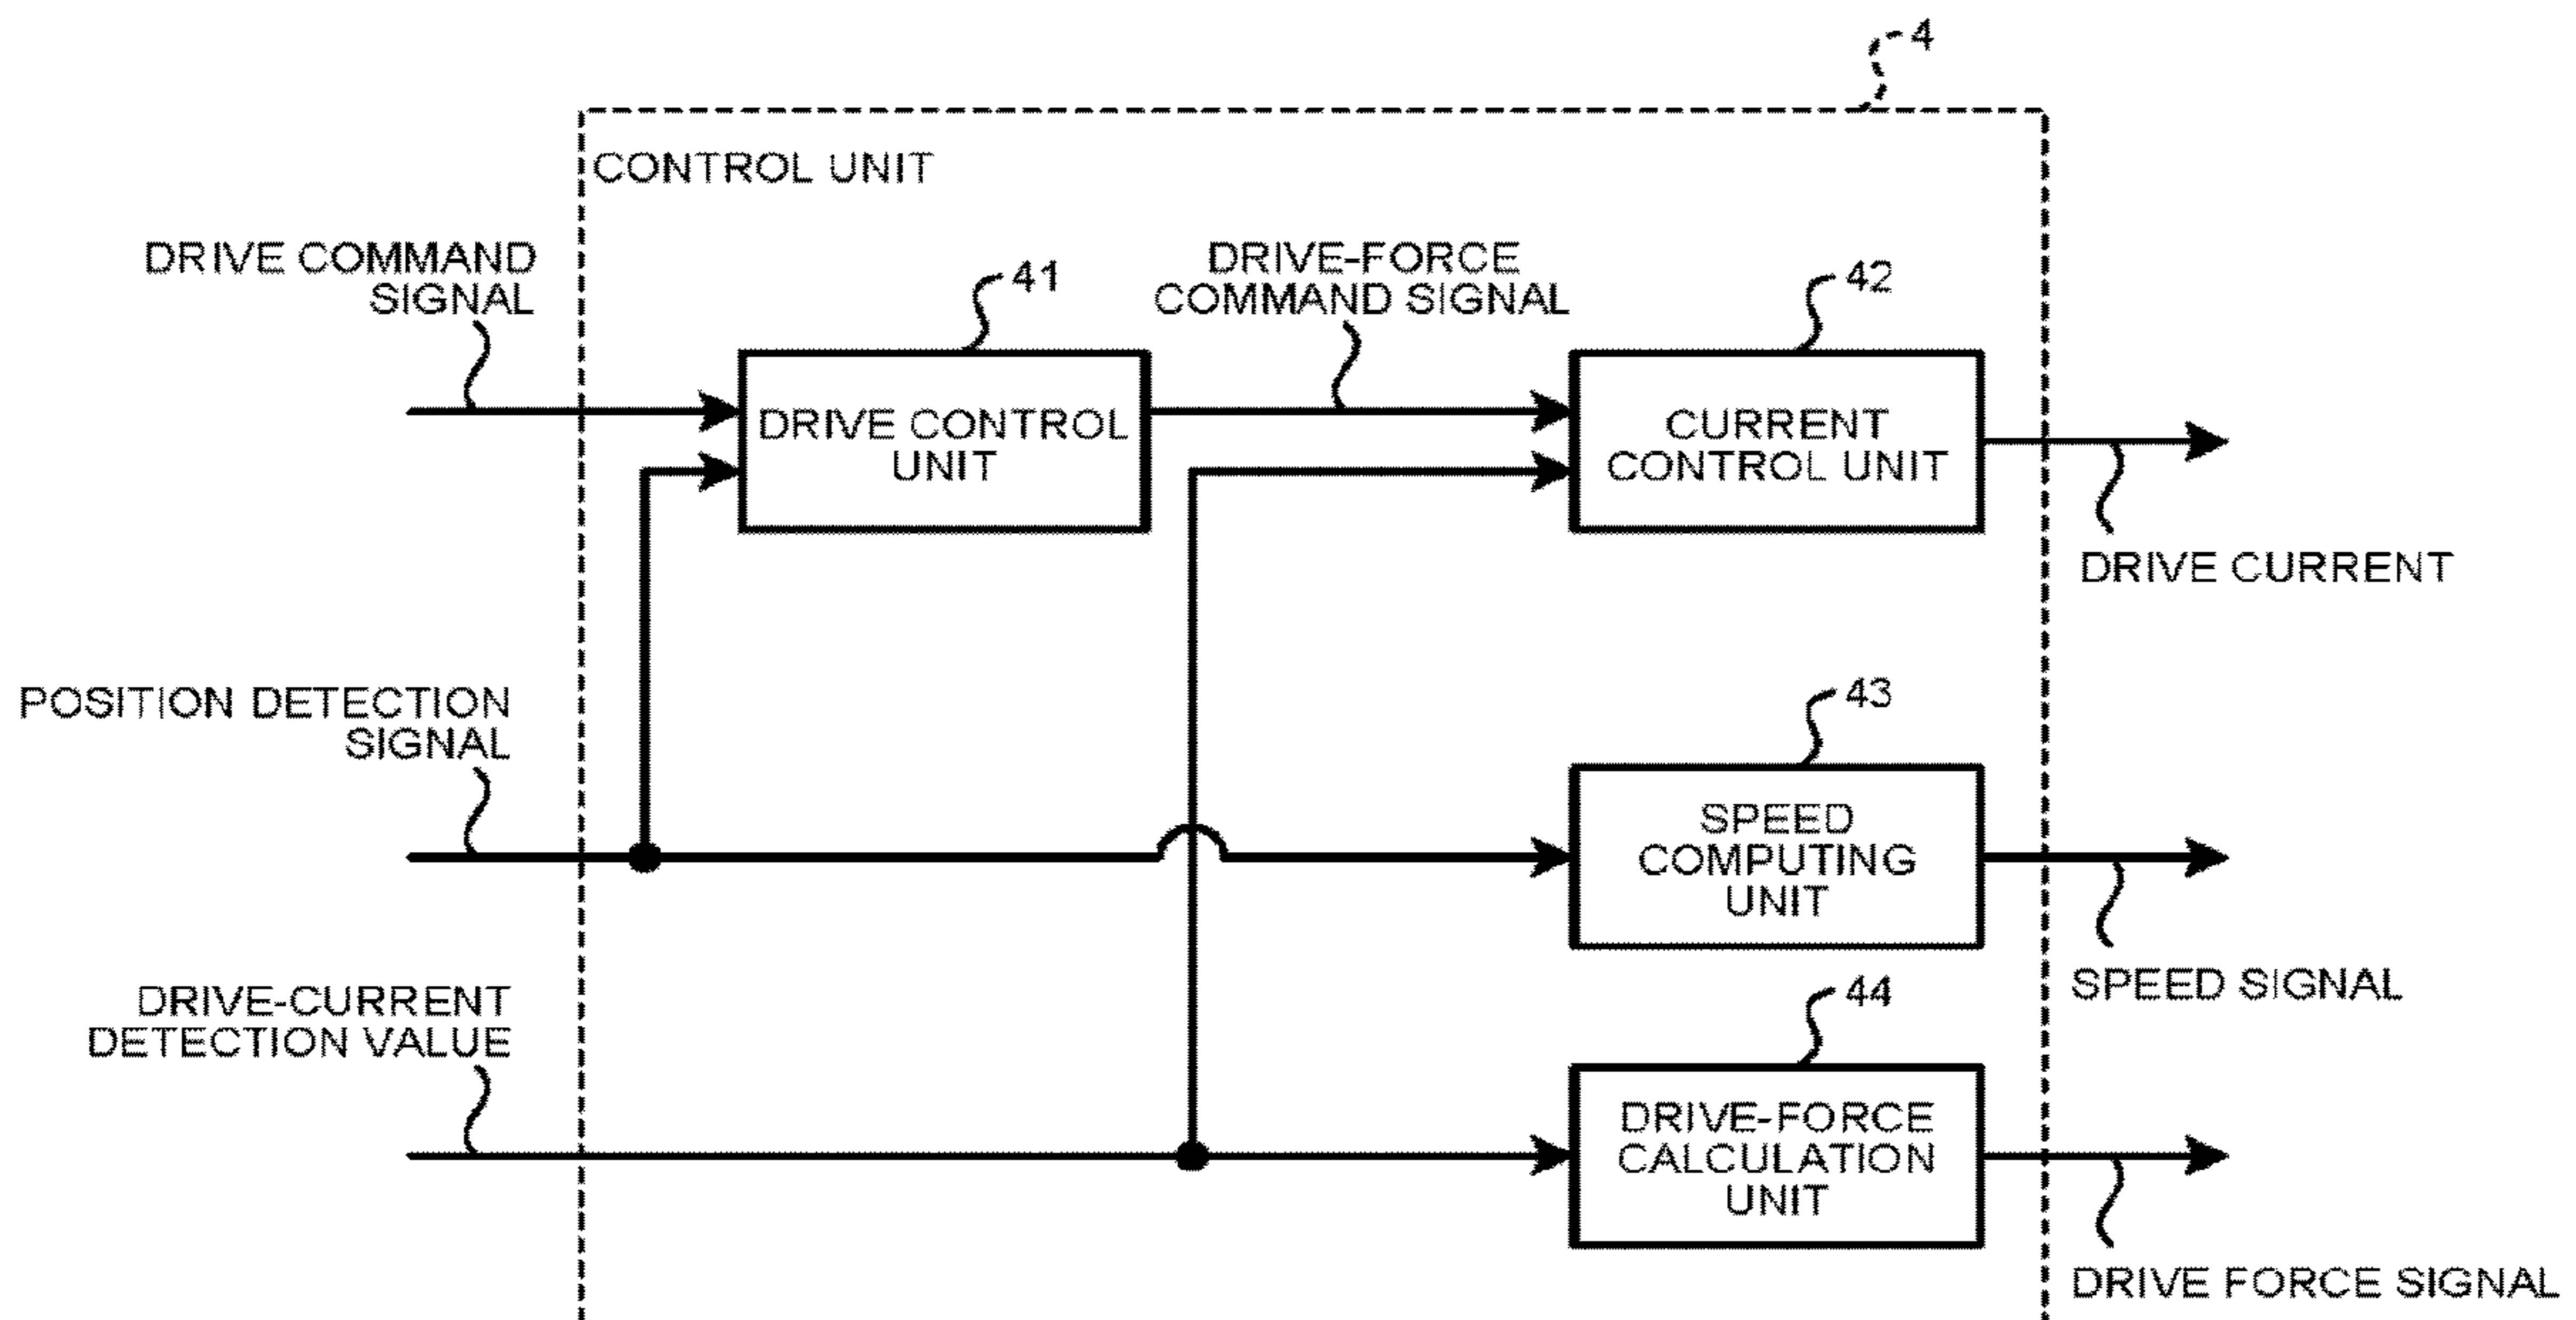 4
CONTROL UNIT
DRIVE COMMAND
SIGNAL
41
DRIVE-FORCE
COMMAND SIGNAL
42
DRIVE CONTROL
UNIT
CURRENT
CONTROL UNIT
DRIVE CURRENT
POSITION DETECTION
SIGNAL
43
SPEED
COMPUTING
UNIT
SPEED SIGNAL
DRIVE-CURRENT
DETECTION VALUE
44
DRIVE-FORCE
CALCULATION
UNIT
DRIVE FORCE SIGNAL